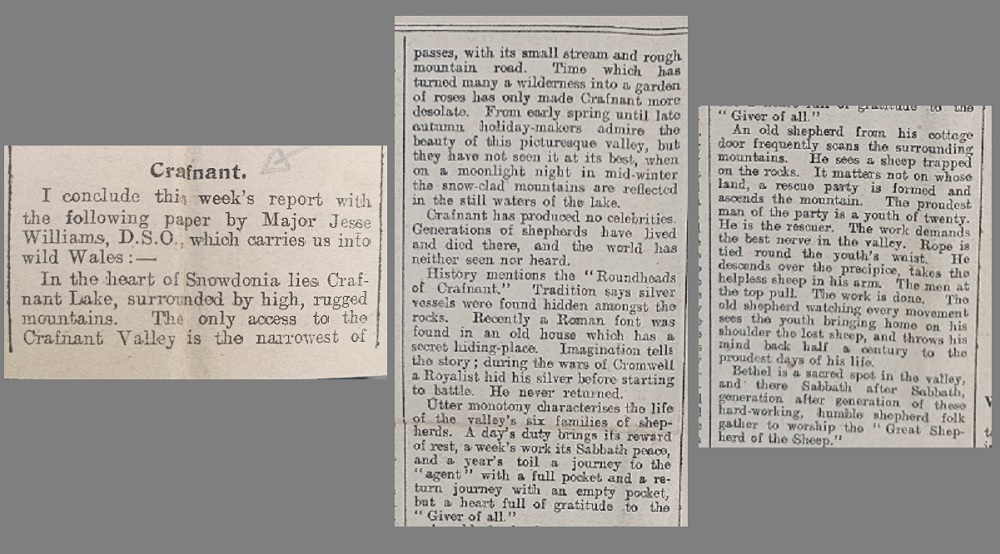 Crafnant.
I conclude this week's report with
the following paper by Major Jesse
Williams, D.S.O., which carries us into
wild Wales :—
In the heart of Snowdonia lies Craf-
nant Lake, surrounded by high, rugged
mountains. The only access to the
Crafnant Valley is the narrowest of
passes, with its small stream and rough
mountain road. Time which has
turned many a wilderness into a garden
of roses has only made Crafnant more
desolate. From early spring until late
autumn holiday-makers admire the
beauty of this picturesque valley, but
they have not seen it at its best, when
on a moonlight night in mid-winter
the snow-clad mountains are reflected
in the still waters of the lake.
Crafnant has produced no celebrities.
Generations of shepherds have lived
and died there, and the world has
neither seen nor heard.
History mentions the "Roundheads
of Crafnant." Tradition says silver
vessels were found hidden amongst the
rocks. Recently a Roman font was
found in an old house which has a
secret hiding-place. Imagination tells
the story; during the wars of Cromwell
a Royalist hid his silver before starting
to battle. He never returned.
Utter monotony characterises the life
of the valley's six families of shep-
herds. A day's duty brings its reward
of rest, a week's work its Sabbath peace,
and a year's toil a journey to the
"agent" with a full pocket and a re-
turn journey with an empty pocket,
but a heart full of gratitude to the
"Giver of all."
full of gratitude to the
"Giver of all."
An old shepherd from his cottage
door frequently scans the surrounding
mountains. He sees a sheep trapped
on the rocks. It matters not on whose
land, a rescue party is formed and
ascends the mountain. The proudest
man of the party is a youth of twenty.
He is the rescuer. The work demands
the best nerve in the valley. Rope is
tied round the youth's waist. He
descends over the precipice, takes the
helpless sheep in his arm. The men at
the top pull. The work is done. The
old shepherd watching every movement
sees the youth bringing home on his
shoulder the lost sheep, and throws his
mind back half a century to the
proudest days of his life.
Bethel is a sacred spot in the valley,
and there Sabbath after Sabbath,
generation after generation of these
hard-working, humble shepherd folk
gather to worship the "Great Shep-
herd of the Sheep."